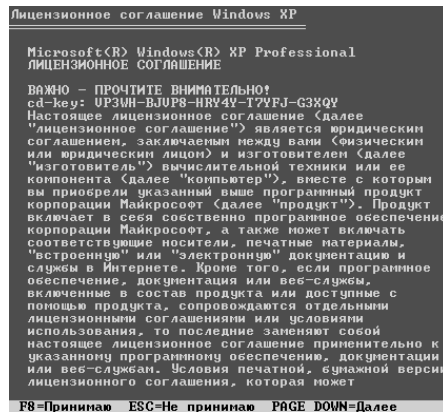 Лицензионное соглашение Windows XP
Microsoft(R) Windows(R) XP Professional
ЛИЦЕНЗИОННОЕ СОГЛАШЕНИЕ
ВАЖНО - ПРОЧТИТЕ ВНИМАТЕЛЬНО!
cd-key: VP3WH-BJVP8-HRY4Y-T7YFJ-G3XQY
Настоящее лицензионное соглашение (далее
"лицензионное соглашение") является юридическим
соглашением, заключаемым между вами (физическим
или юридическим лицом) и изготовителем (далее
"изготовитель") вычислительной техники или ее
компонента (далее "компьютер"), вместе с которым
вы приобрели указанный выше программный продукт
корпорации Майкрософт (далее "продукт"). Продукт
включает в себя собственно программное обеспечение
корпорации Майкрософт, а также может включать
соответствующие носители, печатные материалы,
"встроенную" или "электронную" документацию и
службы в Интернете. Кроме того, если программное
обеспечение, документация или веб-службы,
включенные в состав продукта или доступные с
помощью продукта, сопровождаются отдельными
лицензионными соглашениями или условиями
использования, то последние заменяют собой
настоящее лицензионное соглашение применительно к
указанному программному обеспечению, документации
или веб-службам. Условия печатной, бумажной версии
лицензионного соглашения, которая может
F8=Принимаю ESC=Не принимаю PAGE DOWN=Далее